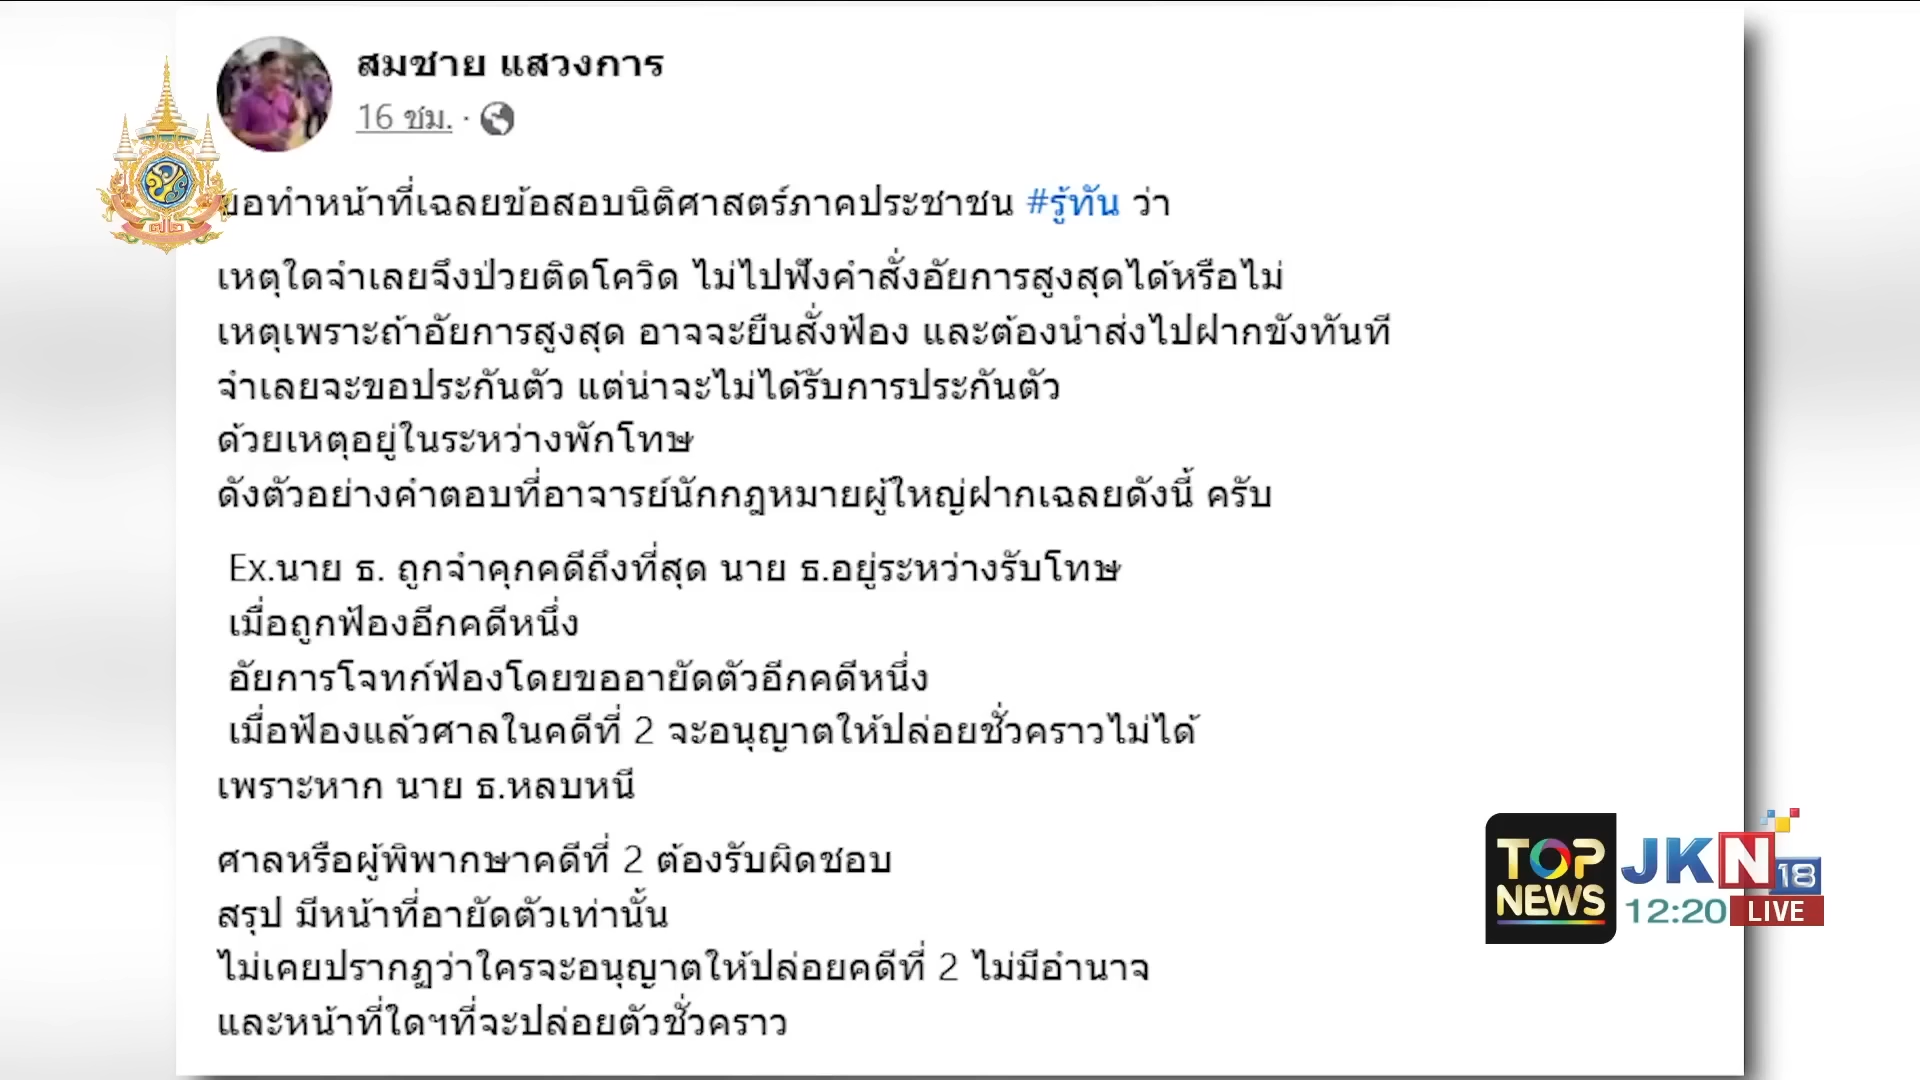 สมชาย แสวงการ
16 ชม. ·
ขอทำหน้าที่เฉลยข้อสอบนิติศาสตร์ภาคประชาชน #รู้ทัน ว่า
เหตุใดจำเลยจึงป่วยติดโควิด ไม่ไปฟังคำสั่งอัยการสูงสุดได้หรือไม่
เหตุเพราะถ้าอัยการสูงสุด อาจจะยืนสั่งฟ้อง และต้องนำส่งไปฝากขังทันที
จำเลยจะขอประกันตัว แต่น่าจะไม่ได้รับการประกันตัว
ด้วยเหตุอยู่ในระหว่างพักโทษ
ดังตัวอย่างคำตอบที่อาจารย์นักกฎหมายผู้ใหญ่ฝากเฉลยดังนี้ ครับ
Ex.นาย ธ. ถูกจำคุกคดีถึงที่สุด นาย ธ.อยู่ระหว่างรับโทษ
เมื่อถูกฟ้องอีกคดีหนึ่ง
อัยการโจทก์ฟ้องโดยขออายัดตัวอีกคดีหนึ่ง
เมื่อฟ้องแล้วศาลในคดีที่ 2 จะอนุญาตให้ปล่อยชั่วคราวไม่ได้
เพราะหาก นาย ธ.หลบหนี
ศาลหรือผู้พิพากษาคดีที่ 2 ต้องรับผิดชอบ
สรุป มีหน้าที่อายัดตัวเท่านั้น
ไม่เคยปรากฏว่าใครจะอนุญาตให้ปล่อยคดีที่ 2 ไม่มีอำนาจ
และหน้าที่ใดฯที่จะปล่อยตัวชั่วคราว
TOP NEWS
JKN18
12:20 LIVE